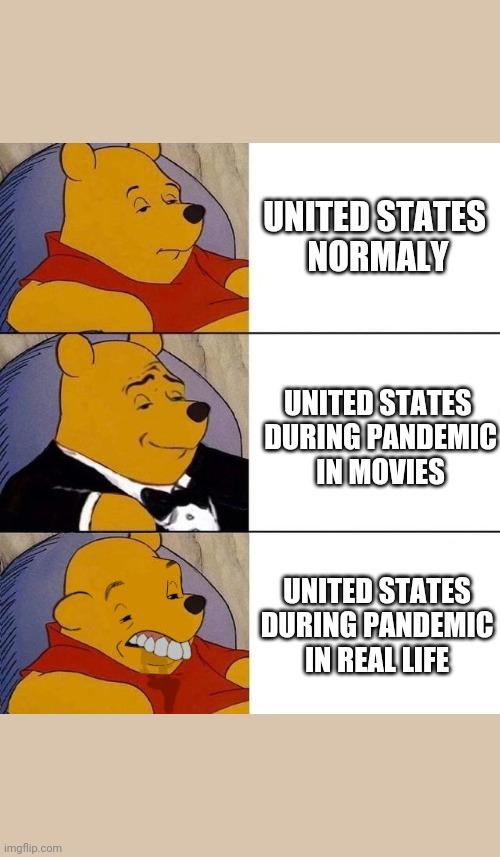 UNITED STATES
NORMALY
UNITED STATES
DURING PANDEMIC
IN MOVIES
UNITED STATES
DURING PANDEMIC
IN REAL LIFE
imgflip.com